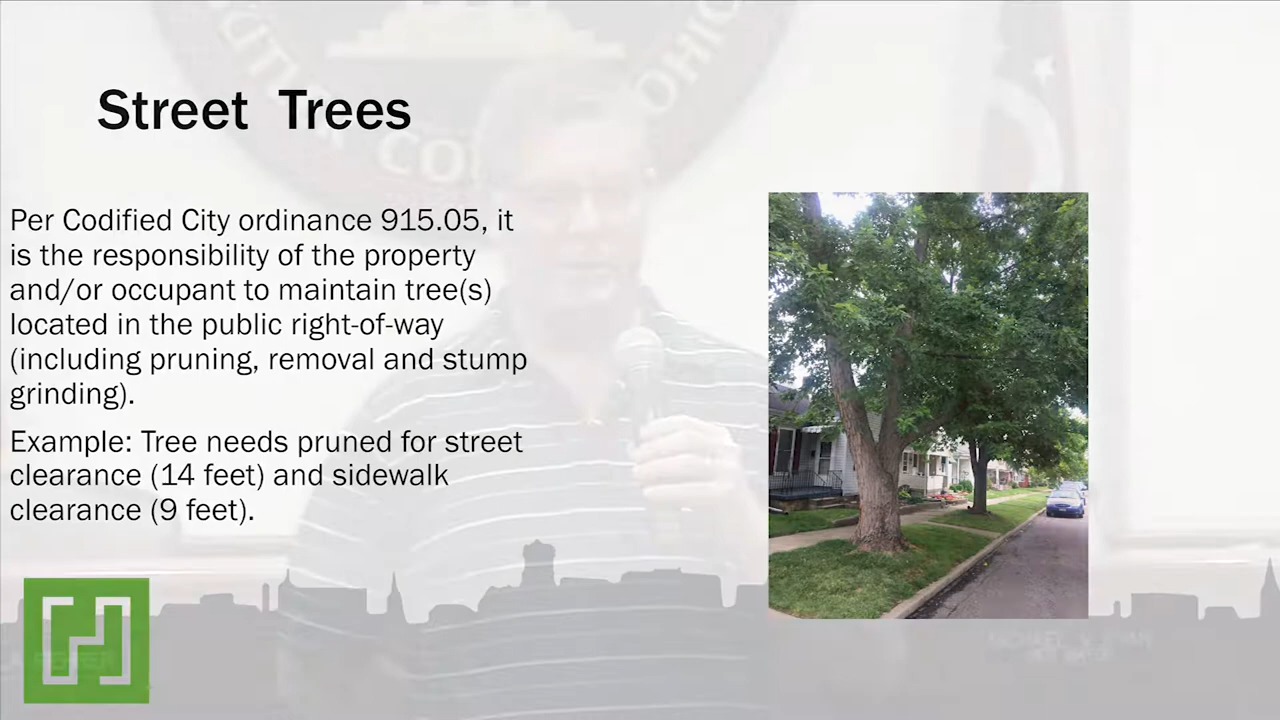 Street Trees
Per Codified City ordinance 915.05, it
is the responsibility of the property
and/or occupant to maintain tree(s)
located in the public right-of-way
(including pruning, removal and stump
grinding).
Example: Tree needs pruned for street
clearance (14 feet) and sidewalk
clearance (9 feet).
OHIO